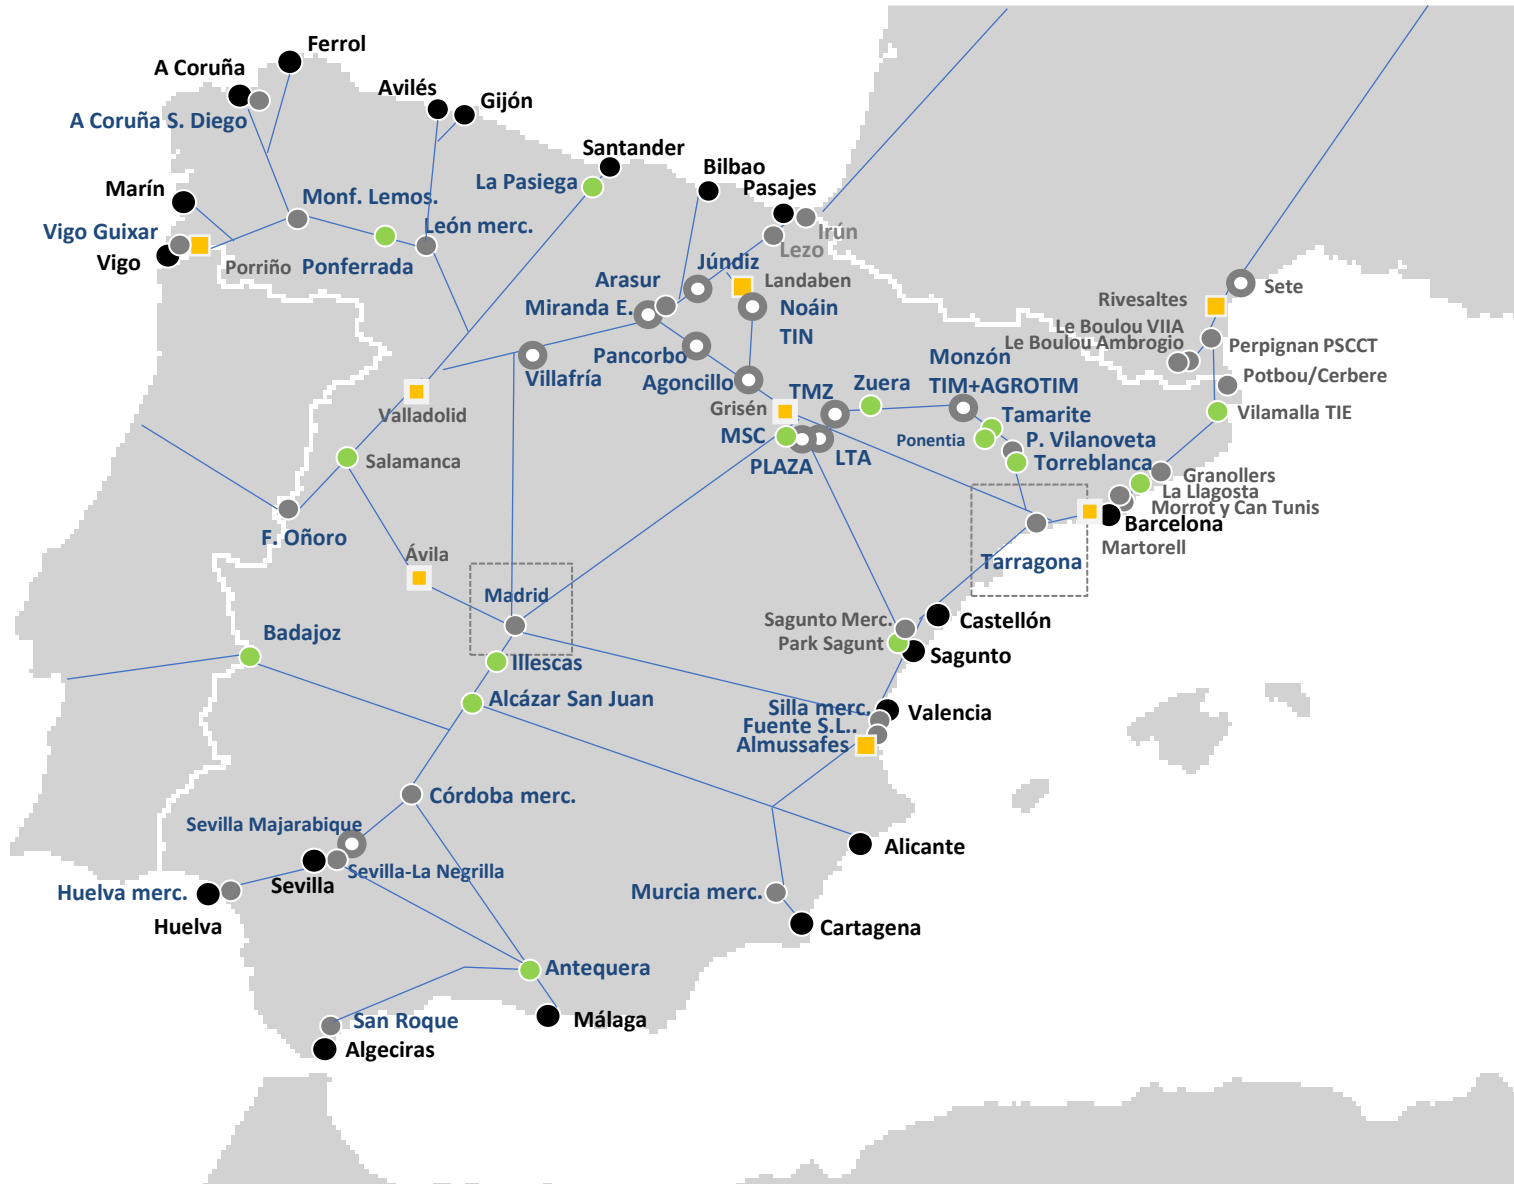 Ferrol
A Coruña
Avilés
Gijón
A Coruña S. Diego
Santander
Bilbao
La Pasiega
Pasajes
Marín
Monf. Lemos.
León merc.
Vigo Guixar
Irún
Lezo
Vigo
Porriño
Ponferrada
Júndiz
Arasur
Landaben
Sete
Miranda E.
Noáin
TIN
Rivesaltes
Le Boulou VIIA
Le Boulou Ambrogio
Perpignan PSCCT
Pancorbo
Monzón
TIM+AGROTIM
Villafría
Agoncillo
TMZ
Zuera
Potbou/Cerbere
Valladolid
Grisén
Tamarite
Vilamalla TIE
MSC
Ponentia
P. Vilanoveta
Salamanca
PLAZA
LTA
Torreblanca
Granollers
La Llagosta
Morrot y Can Tunis
Barcelona
F. Oñoro
Martorell
Ávila
Tarragona
Madrid
Sagunto Merc.
Castellón
Badajoz
Park Sagunt
Sagunto
Illescas
Alcázar San Juan
Silla merc.
Valencia
Fuente S.L..
Almussafes
Córdoba merc.
Sevilla Majarabique
Alicante
Sevilla-La Negrilla
Sevilla
Huelva merc.
Murcia merc.
Huelva
Cartagena
Antequera
San Roque
Málaga
Algeciras